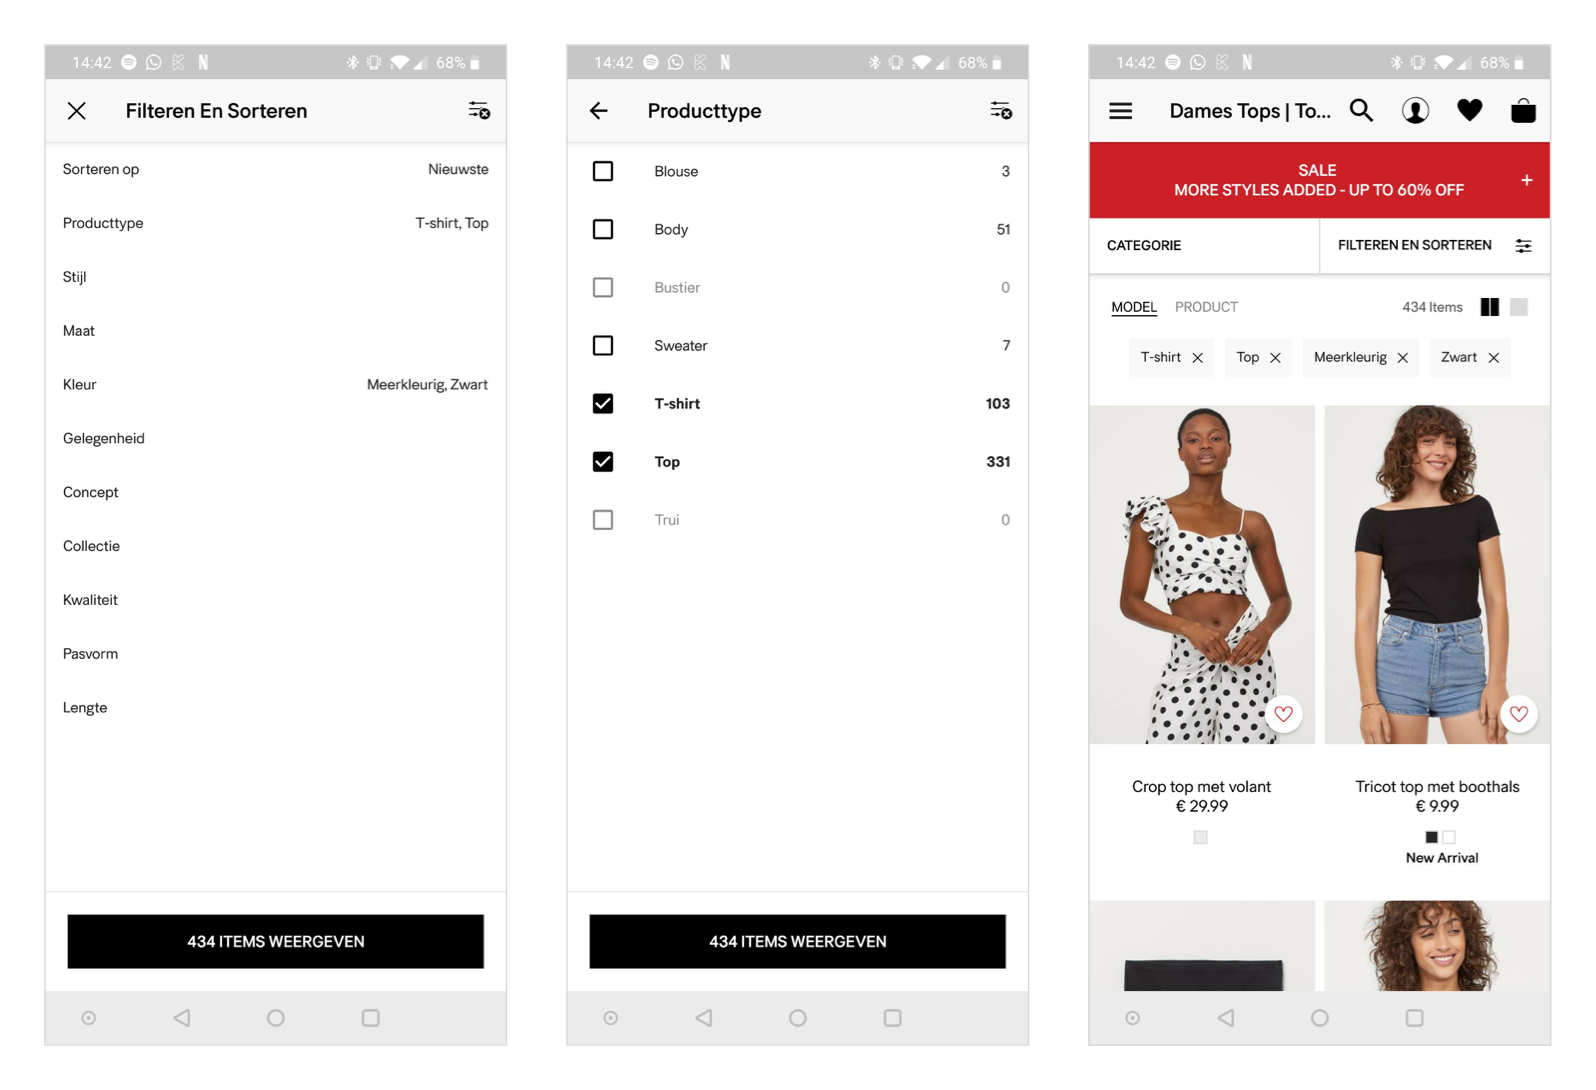 14:42 N 68%
Filteren En Sorteren
Sorteren op Nieuwste
Producttype T-shirt, Top
Stijl
Maat
Kleur Meerkleurig, Zwart
Gelegenheid
Concept
Collectie
Kwaliteit
Pasvorm
Lengte
434 ITEMS WEERGEVEN
14:42 N 68%
Producttype
Blouse 3
Body 51
Bustier 0
Sweater 7
T-shirt 103
Top 331
Trui 0
434 ITEMS WEERGEVEN
14:42 N 68%
Dames Tops | To...
SALE
MORE STYLES ADDED - UP TO 60% OFF +
CATEGORIE FILTEREN EN SORTEREN
MODEL PRODUCT 434 Items
T-shirt Top Meerkleurig Zwart
Crop top met volant
€ 29.99
Tricot top met boothals
€ 9.99
New Arrival